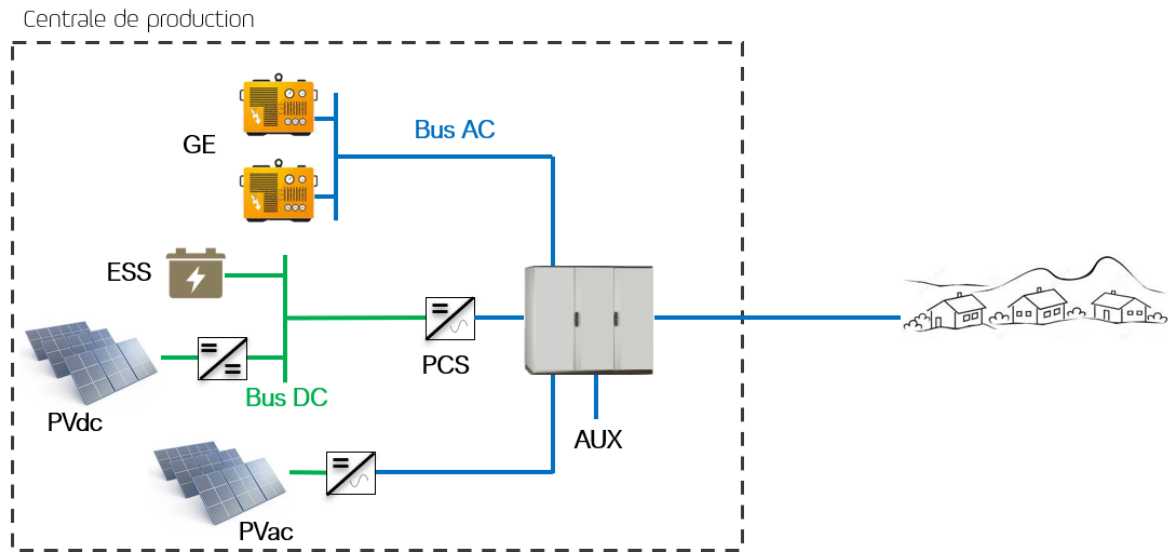 Centrale de production
GE
Bus AC
ESS
PCS
PVdc
Bus DC
AUX
PVac